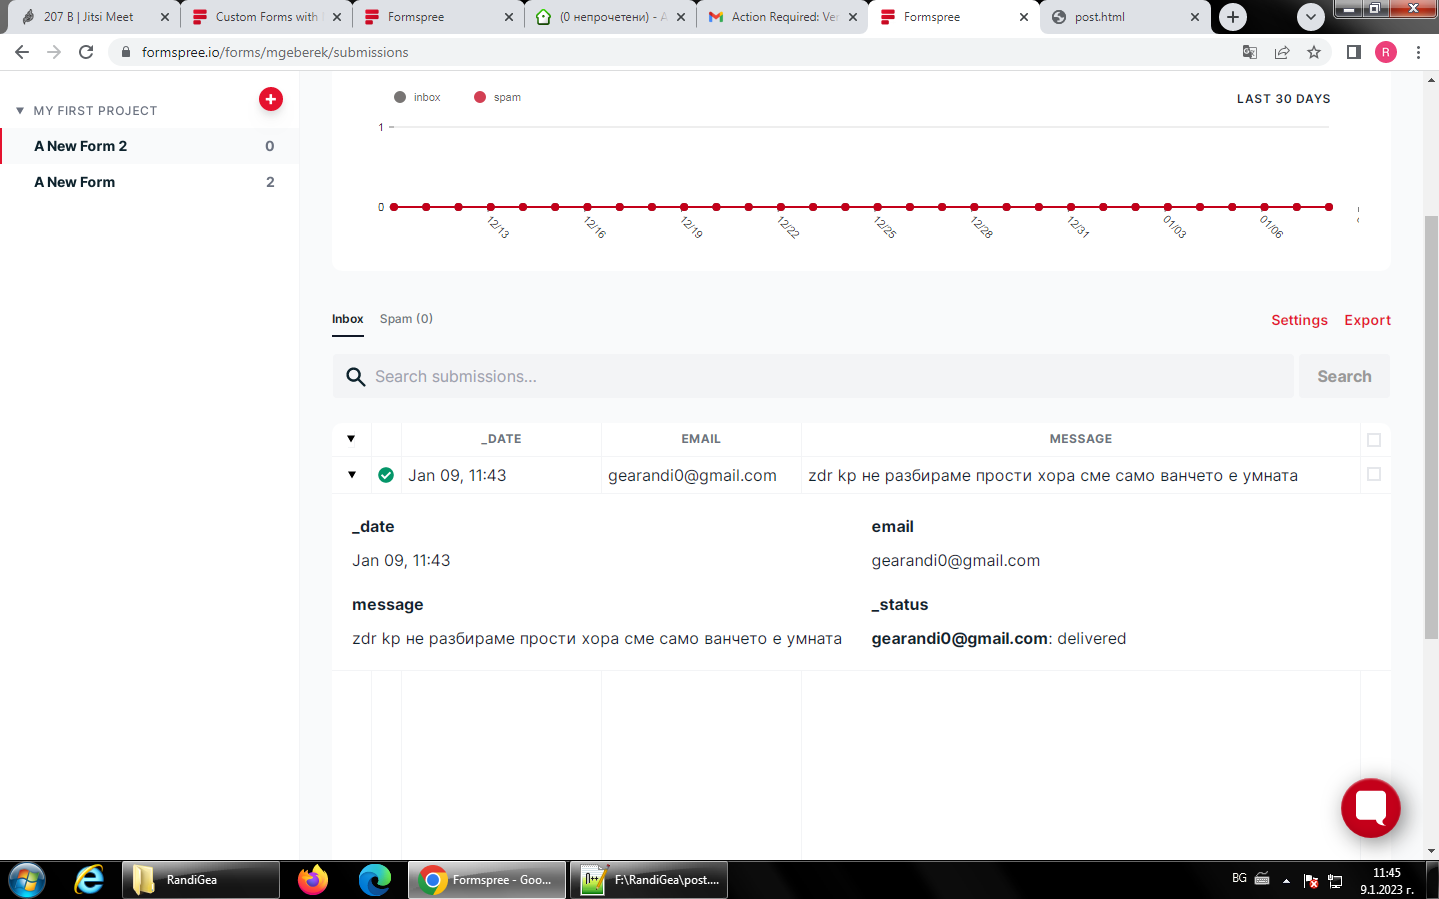 207 B | Jitsi Meet
Custom Forms with
Formspree
(0 непрочетени) - A
Action Required: Ver
Formspree
post.html
formspree.io/forms/mgeberek/submissions
R
MY FIRST PROJECT
A New Form 2 0
A New Form 2
inbox spam
LAST 30 DAYS
1
0
12/13 12/16 12/19 12/22 12/25 12/28 12/31 01/03 01/06
Inbox Spam (0)
Settings Export
Search submissions...
Search
_DATE EMAIL MESSAGE
Jan 09, 11:43 gearandi0@gmail.com zdr kp не разбираме прости хора сме само ванчето е умната
_date email
Jan 09, 11:43 gearandi0@gmail.com
message _status
zdr kp не разбираме прости хора сме само ванчето е умната gearandi0@gmail.com: delivered
RandiGea
Formspree - Goo...
F:\RandiGea\post....
BG
11:45
9.1.2023 г.